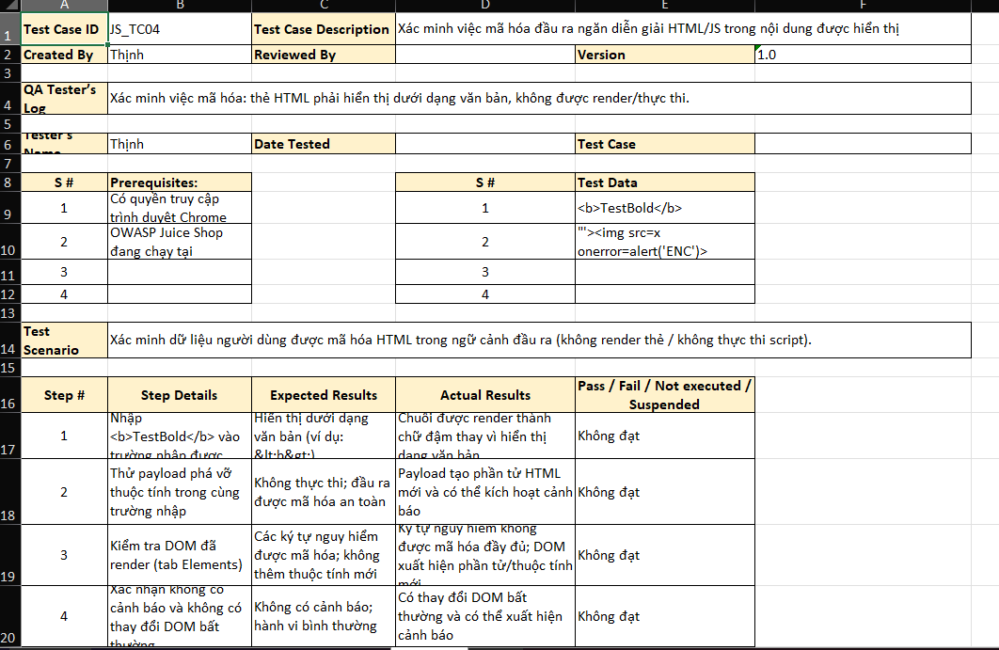 A B C D E F
1 Test Case ID JS_TC04 Test Case Description Xác minh việc mã hóa đầu ra ngăn diễn giải HTML/JS trong nội dung được hiển thị
2 Created By Thịnh Reviewed By Version 1.0
3
QA Tester's
4 Log Xác minh việc mã hóa: thẻ HTML phải hiển thị dưới dạng văn bản, không được render/thực thi.
5
Tester's
6 Name Thịnh Date Tested Test Case
7
8 S # Prerequisites: S # Test Data
Có quyền truy cập
9 1 trình duyệt Chrome 1 <b>TestBold</b>
OWASP Juice Shop "'><img src=x
10 2 đang chạy tại 2 onerror=alert('ENC')>
11 3 3
12 4 4
13
Test
14 Scenario Xác minh dữ liệu người dùng được mã hóa HTML trong ngữ cảnh đầu ra (không render thẻ / không thực thi script).
15
16 Step # Step Details Expected Results Actual Results Pass / Fail / Not executed /
Suspended
17 1 Nhập
<b>TestBold</b> vào
trường nhập được
Hiển thị dưới dạng
văn bản (ví dụ:
&lt;b&gt;)
Chuỗi được render thành
chữ đậm thay vì hiển thị
dạng văn bản
Không đạt
18 2 Thử payload phá vỡ
thuộc tính trong cùng
trường nhập
Không thực thi; đầu ra
được mã hóa an toàn
Payload tạo phần tử HTML
mới và có thể kích hoạt cảnh
báo
Không đạt
19 3 Kiểm tra DOM đã
render (tab Elements)
Các ký tự nguy hiểm
được mã hóa; không
thêm thuộc tính mới
Ký tự nguy hiểm không
được mã hóa đầy đủ; DOM
xuất hiện phần tử/thuộc tính
mới
Không đạt
20 4 Xác nhận không có
cảnh báo và không có
thay đổi DOM bất
thường
Không có cảnh báo;
hành vi bình thường
Có thay đổi DOM bất
thường và có thể xuất hiện
cảnh báo
Không đạt